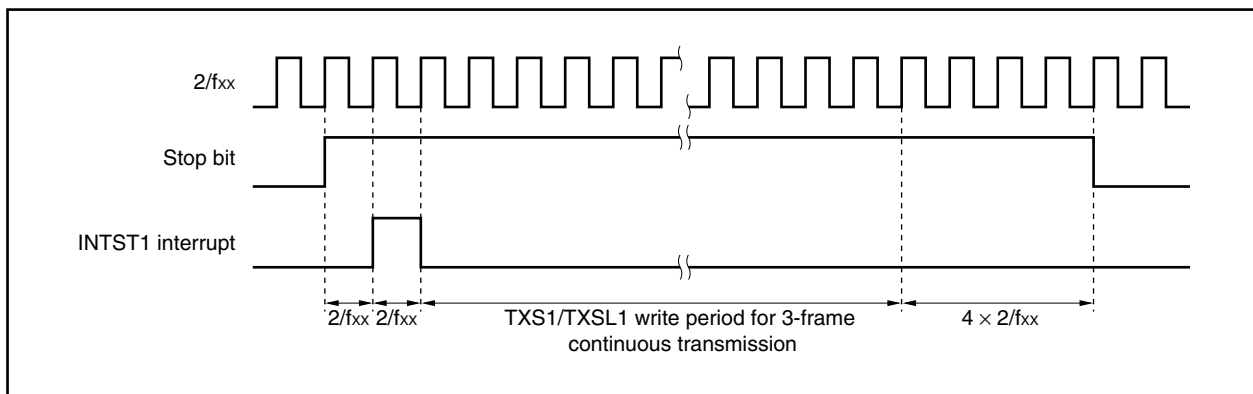 2/fxx
Stop bit
INTST1 interrupt
2/fxx 2/fxx TXS1/TXSL1 write period for 3-frame 4 × 2/fxx
continuous transmission